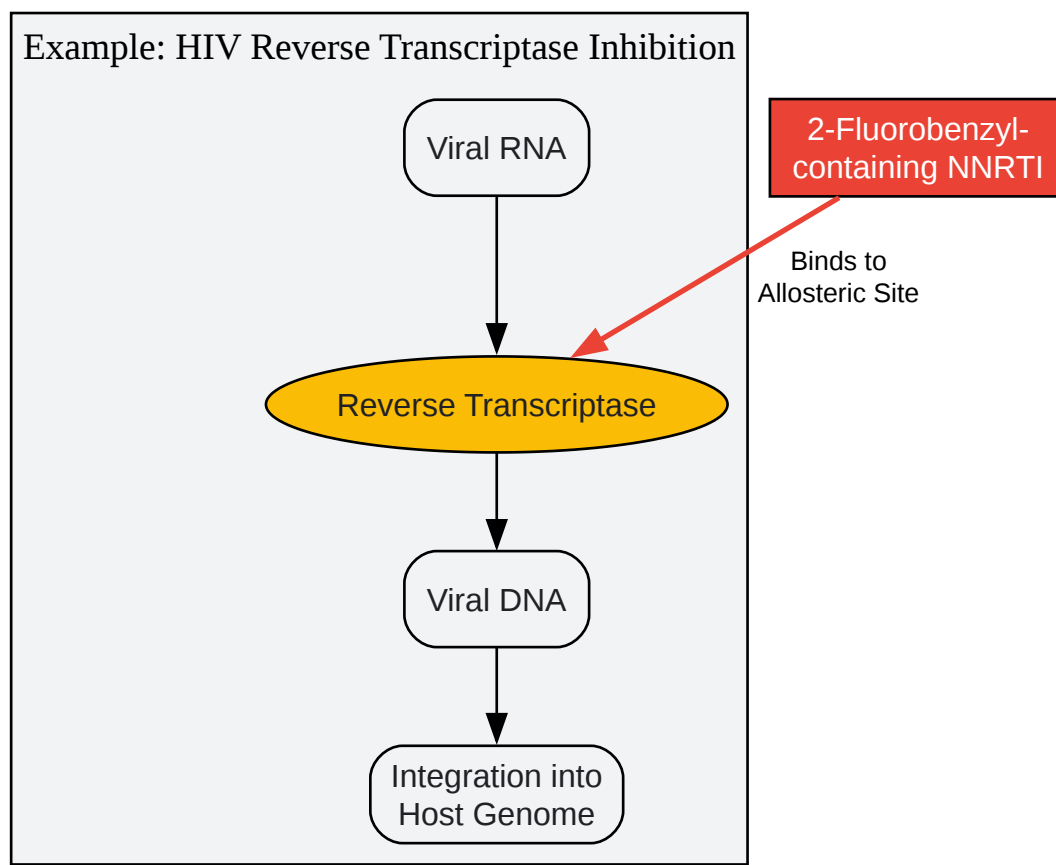 Example: HIV Reverse Transcriptase Inhibition
Viral RNA
2-Fluorobenzyl-
containing NNRTI
Binds to
Allosteric Site
Reverse Transcriptase
Viral DNA
Integration into
Host Genome